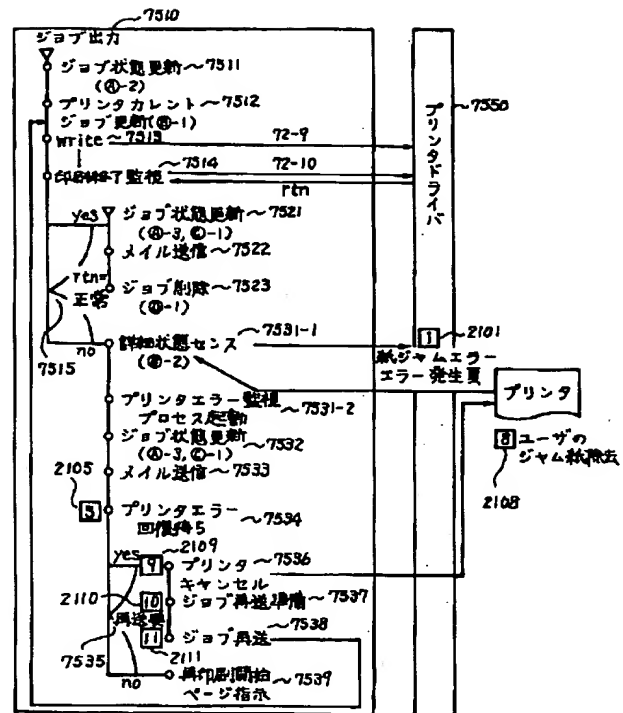 7510
ジョブ出力
ジョブ状態更新〜7511
(Ⓐ-2)
プリンタカレント〜7512
ジョブ更新(Ⓑ-1)
Write〜7513
72-9
7514
印刷終了監視
72-10
rtn
プリンタドライバ
7550
yes
ジョブ状態更新〜7521
(Ⓐ-3, Ⓒ-1)
メイル送信〜7522
rtn=
正常
ジョブ削除〜7523
(Ⓓ-1)
no
7515
詳細状態センス
7531-1
(Ⓑ-2)
1
2101
紙ジャムエラー
エラー発生頁
プリンタ
プリンタエラー監視
プロセス起動
7531-2
ジョブ状態更新
(Ⓐ-3, Ⓒ-1)
7532
8
ユーザの
ジャム紙除去
2108
2105
メイル送信〜7533
5
プリンタエラー
回復待ち
7534
2109
yes
9
プリンタ
キャンセル
7536
2110
10
ジョブ再送準備〜7537
再送要
7538
11
ジョブ再送
7535
2111
no
再印刷開始
ページ指示
7539